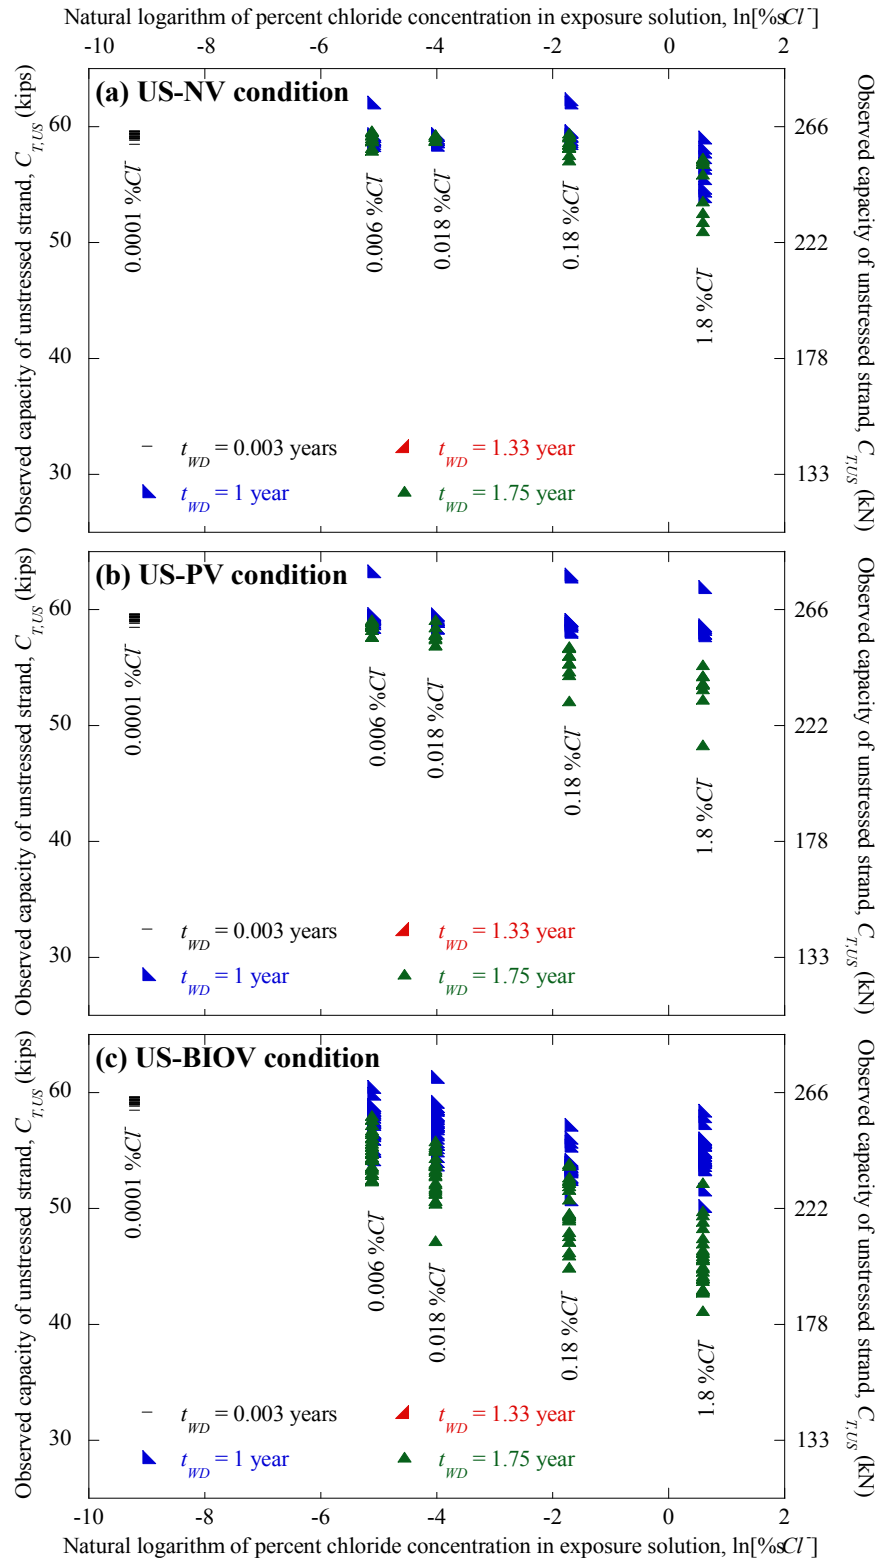 Natural logarithm of percent chloride concentration in exposure solution, ln[%sCl-]
-10 -8 -6 -4 -2 0 2
Observed capacity of unstressed strand, C_T,US (kips)
60
50
40
30
(a) US-NV condition
0.0001 %Cl-
0.006 %Cl-
0.018 %Cl-
0.18 %Cl-
1.8 %Cl-
t_WD = 0.003 years
t_WD = 1.33 year
t_WD = 1 year
t_WD = 1.75 year
266
222
178
133
Observed capacity of unstressed strand, C_T,US (kN)
Observed capacity of unstressed strand, C_T,US (kips)
60
50
40
30
(b) US-PV condition
0.0001 %Cl-
0.006 %Cl-
0.018 %Cl-
0.18 %Cl-
1.8 %Cl-
t_WD = 0.003 years
t_WD = 1.33 year
t_WD = 1 year
t_WD = 1.75 year
266
222
178
133
Observed capacity of unstressed strand, C_T,US (kN)
Observed capacity of unstressed strand, C_T,US (kips)
60
50
40
30
(c) US-BIOV condition
0.0001 %Cl-
0.006 %Cl-
0.018 %Cl-
0.18 %Cl-
1.8 %Cl-
t_WD = 0.003 years
t_WD = 1.33 year
t_WD = 1 year
t_WD = 1.75 year
266
222
178
133
Observed capacity of unstressed strand, C_T,US (kN)
-10 -8 -6 -4 -2 0 2
Natural logarithm of percent chloride concentration in exposure solution, ln[%sCl-]